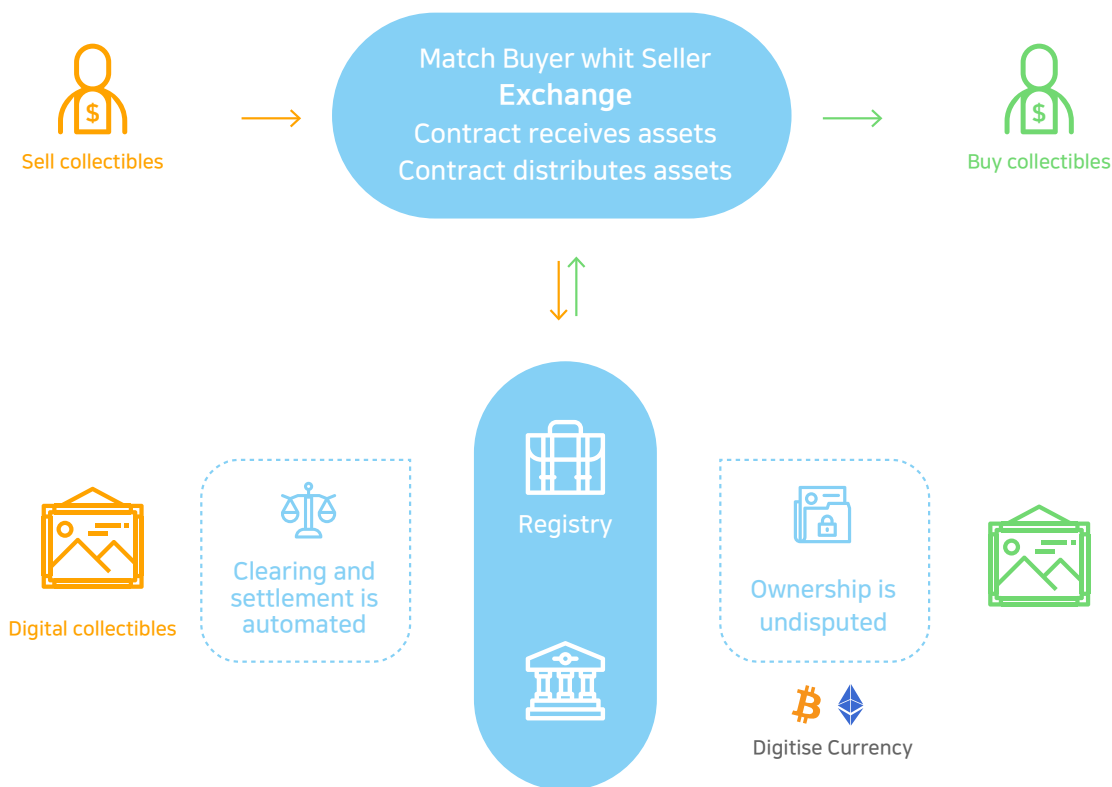 Match Buyer whit Seller
Exchange
Contract receives assets
Contract distributes assets
$
Sell collectibles
$
Buy collectibles
Registry
Clearing and
settlement is
automated
Ownership is
undisputed
Digital collectibles
Digitise Currency